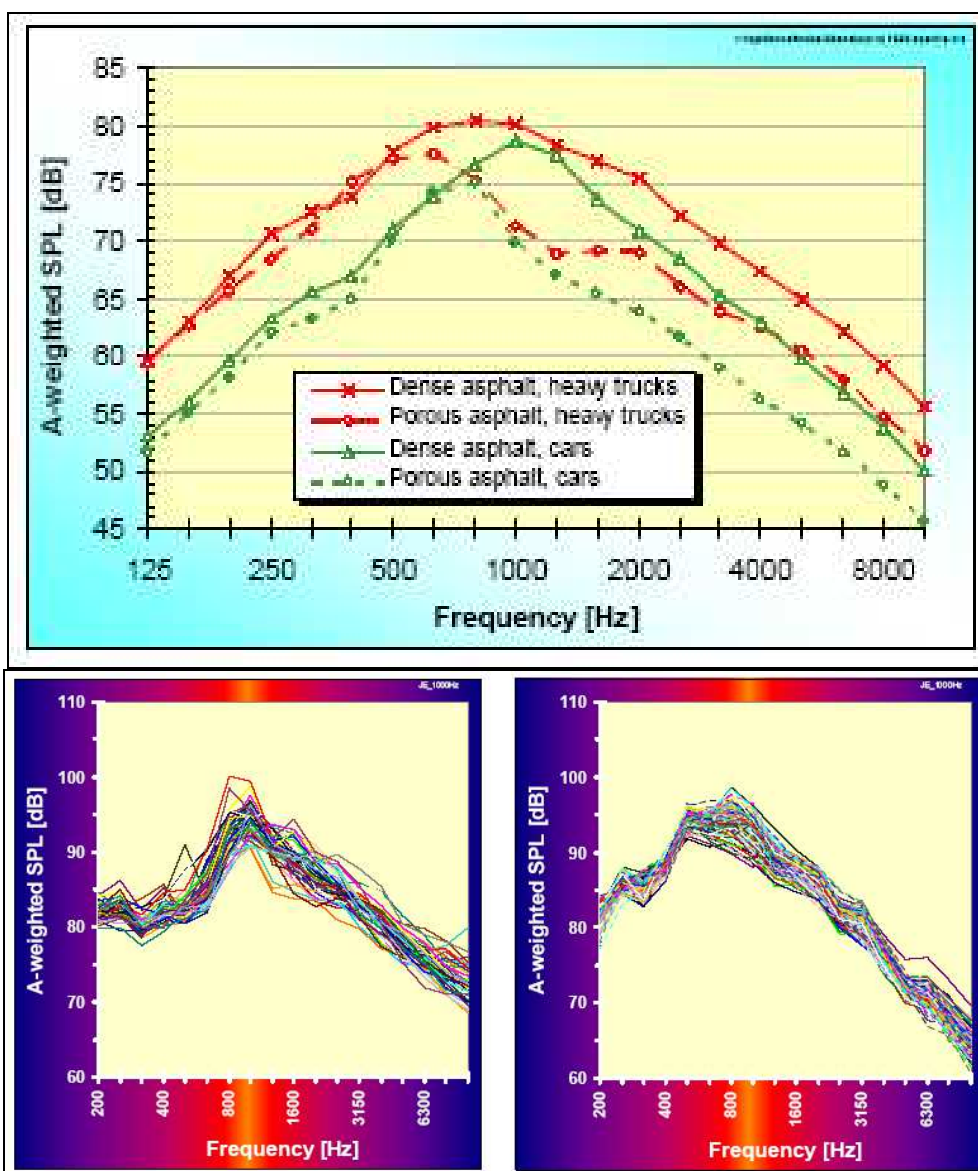 85
80
75
70
65
60
55
50
45
A-weighted SPL [dB]
Dense asphalt, heavy trucks
Porous asphalt, heavy trucks
Dense asphalt, cars
Porous asphalt, cars
125 250 500 1000 2000 4000 8000
Frequency [Hz]
JE_1000Hz
110
100
90
80
70
60
A-weighted SPL [dB]
200 400 800 1600 3150 6300
Frequency [Hz]
JE_1000Hz
110
100
90
80
70
60
A-weighted SPL [dB]
200 400 800 1600 3150 6300
Frequency [Hz]